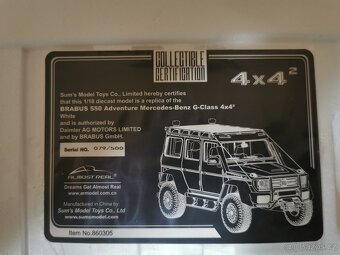 COLLECTIBLE
CERTIFICATION
4x4²
Sum's Model Toys Co., Limited hereby certifies
that this 1/18 diecast model is a replica of the
BRABUS 550 Adventure Mercedes-Benz G-Class 4x4²
White
and is authorized by
Daimler AG MOTORS LIMITED
and by BRABUS GmbH.
Serial NO. 079/500
ALMOST REAL
Dreams Get Almost Real
www.armodel.com.cn
Manufactured in China by
Sum's Model Toys Co., Ltd
www.sumsmodel.com
Item No.860305